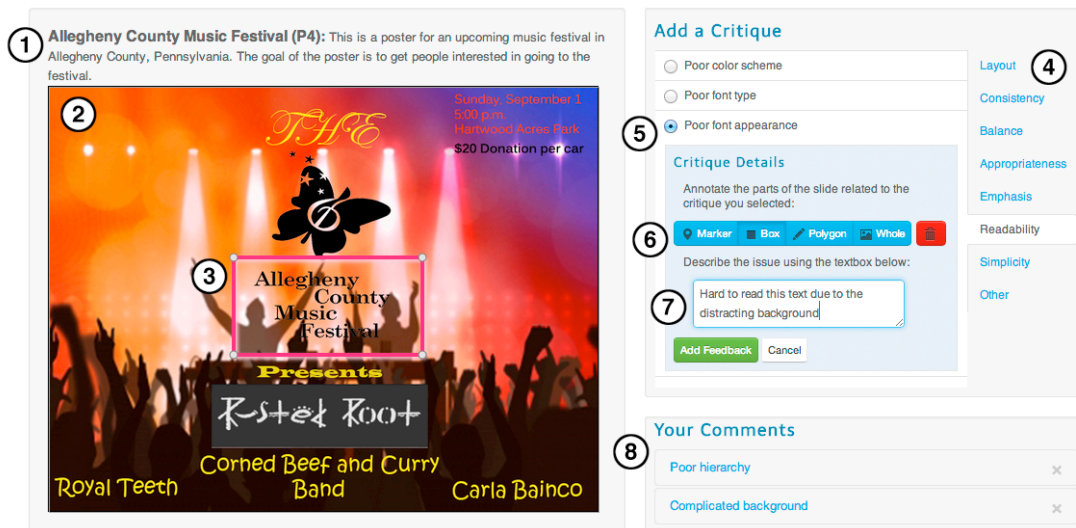 1
Allegheny County Music Festival (P4): This is a poster for an upcoming music festival in
Allegheny County, Pennsylvania. The goal of the poster is to get people interested in going to the
festival.
2
THE
Sunday, September 1
5:00 p.m.
Hartwood Acres Park
$20 Donation per car
3
Allegheny
County
Music
Festival
Presents
Rusted Root
Corned Beef and Curry
Band
Royal Teeth
Carla Bainco
Add a Critique
Poor color scheme
Poor font type
5
Poor font appearance
Critique Details
Annotate the parts of the slide related to the
critique you selected:
6
Marker
Box
Polygon
Whole
Describe the issue using the textbox below:
7
Hard to read this text due to the
distracting background
Add Feedback
Cancel
4
Layout
Consistency
Balance
Appropriateness
Emphasis
Readability
Simplicity
Other
8
Your Comments
Poor hierarchy
Complicated background